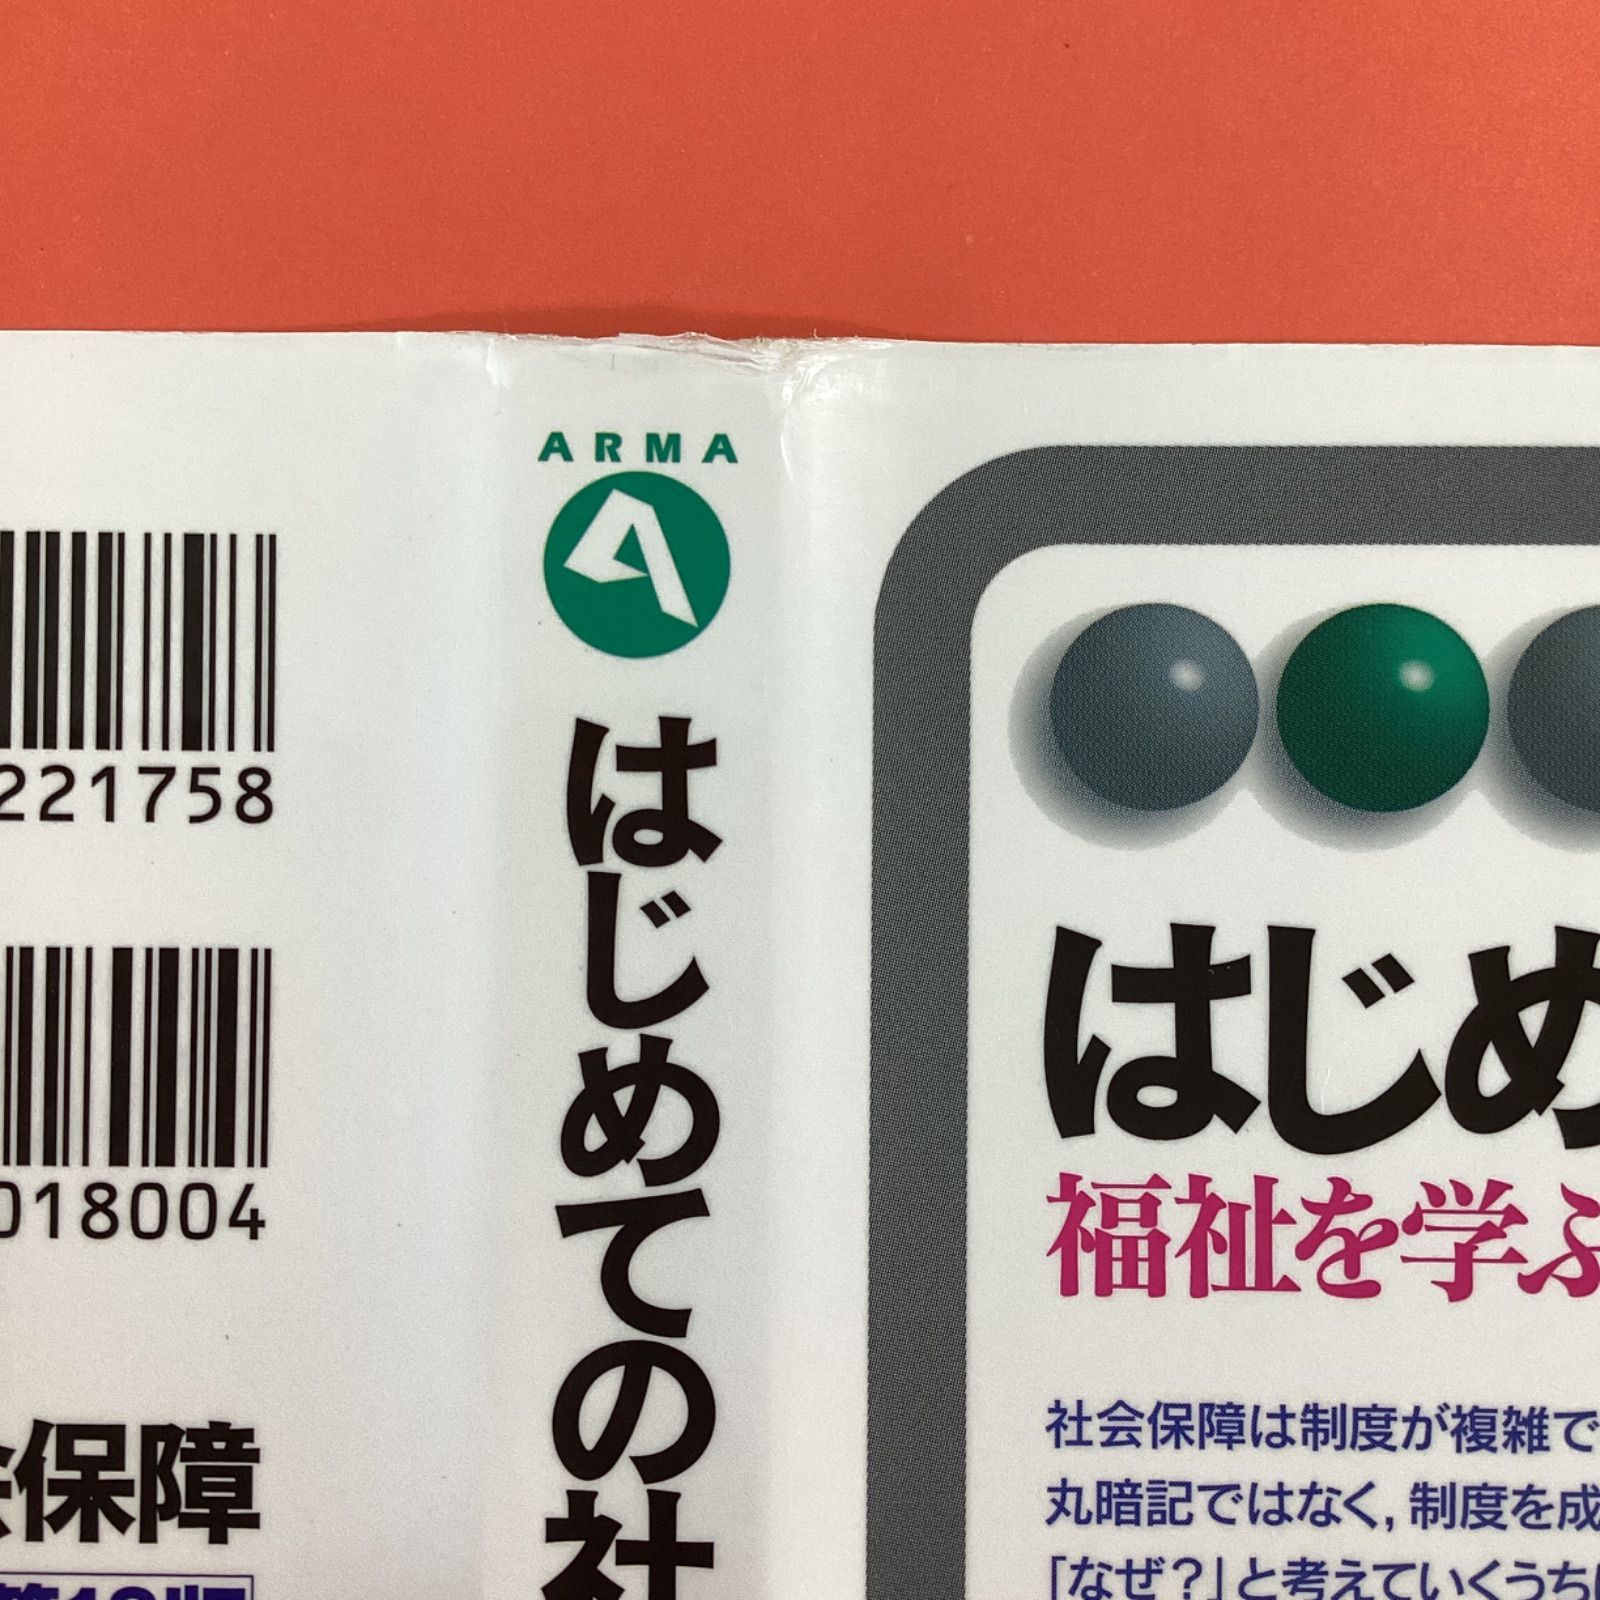 221758
018004
保障
ARMA
はじめての社
はじめ
福祉を学ぶ
社会保障は制度が複雑で
丸暗記ではなく,制度を成
「なぜ?」と考えていくうち